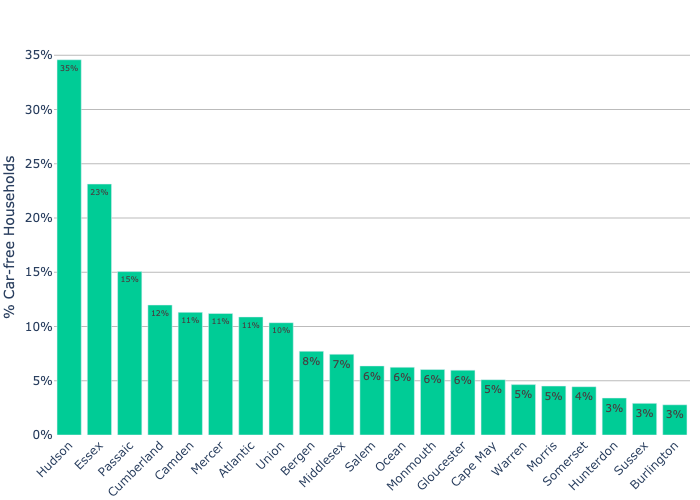 % Car-free Households
35%
30%
25%
20%
15%
10%
5%
0%
35%
23%
15%
12%
11%
11%
11%
10%
8%
7%
6%
6%
6%
6%
5%
5%
5%
4%
3%
3%
3%
Hudson
Essex
Passaic
Cumberland
Camden
Mercer
Atlantic
Union
Bergen
Middlesex
Salem
Ocean
Monmouth
Gloucester
Cape May
Warren
Morris
Somerset
Hunterdon
Sussex
Burlington